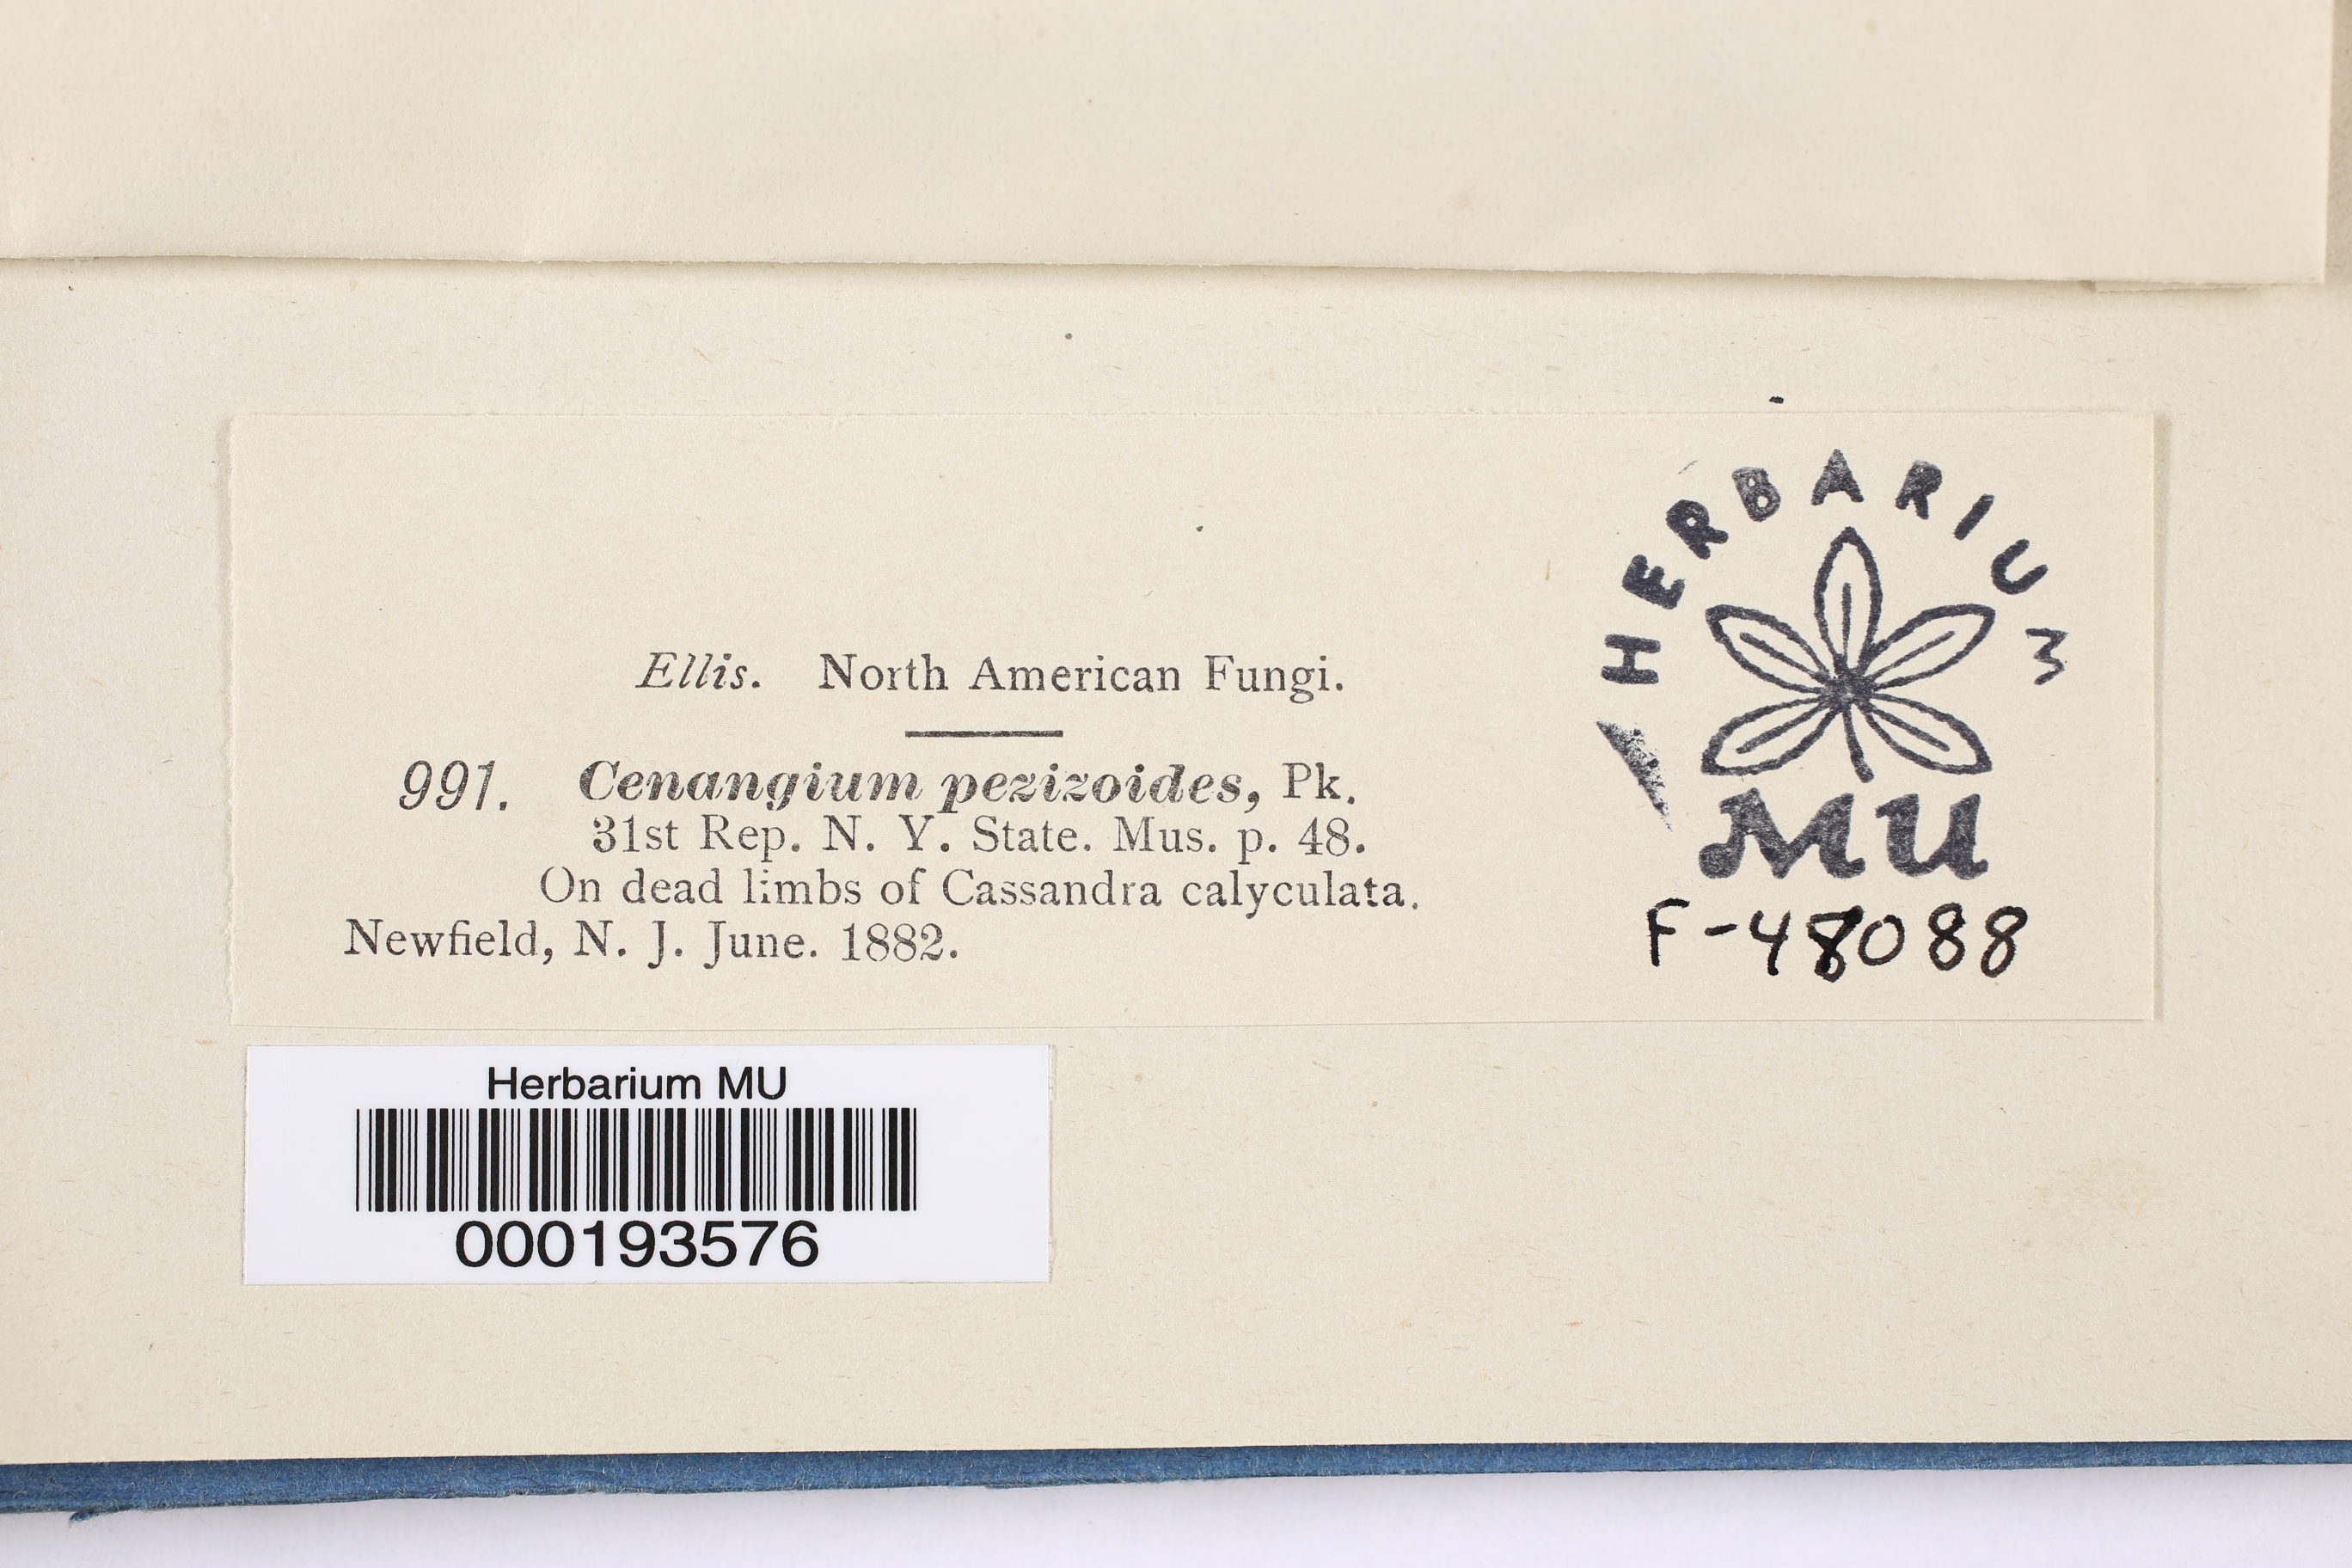 HERBARIUM
MU
F-48088
Ellis. North American Fungi.
991. Cenangium pezizoides, Pk.
31st Rep. N. Y. State. Mus. p. 48.
On dead limbs of Cassandra calyculata.
Newfield, N. J. June. 1882.
Herbarium MU
000193576